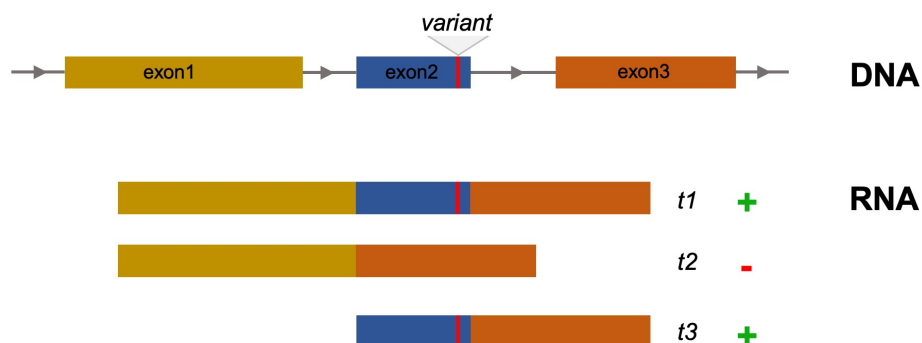 variant
exon1 exon2 exon3 DNA
t1 + RNA
t2 -
t3 +